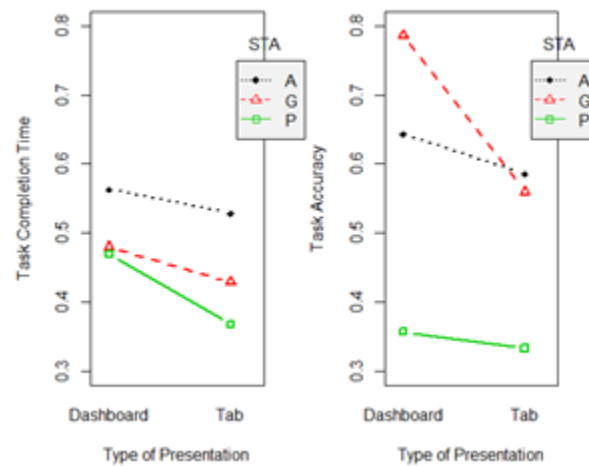 Task Completion Time
0.8
0.7
0.6
0.5
0.4
0.3
STA
A
G
P
Dashboard Tab
Type of Presentation
Task Accuracy
0.8
0.7
0.6
0.5
0.4
0.3
STA
A
G
P
Dashboard Tab
Type of Presentation